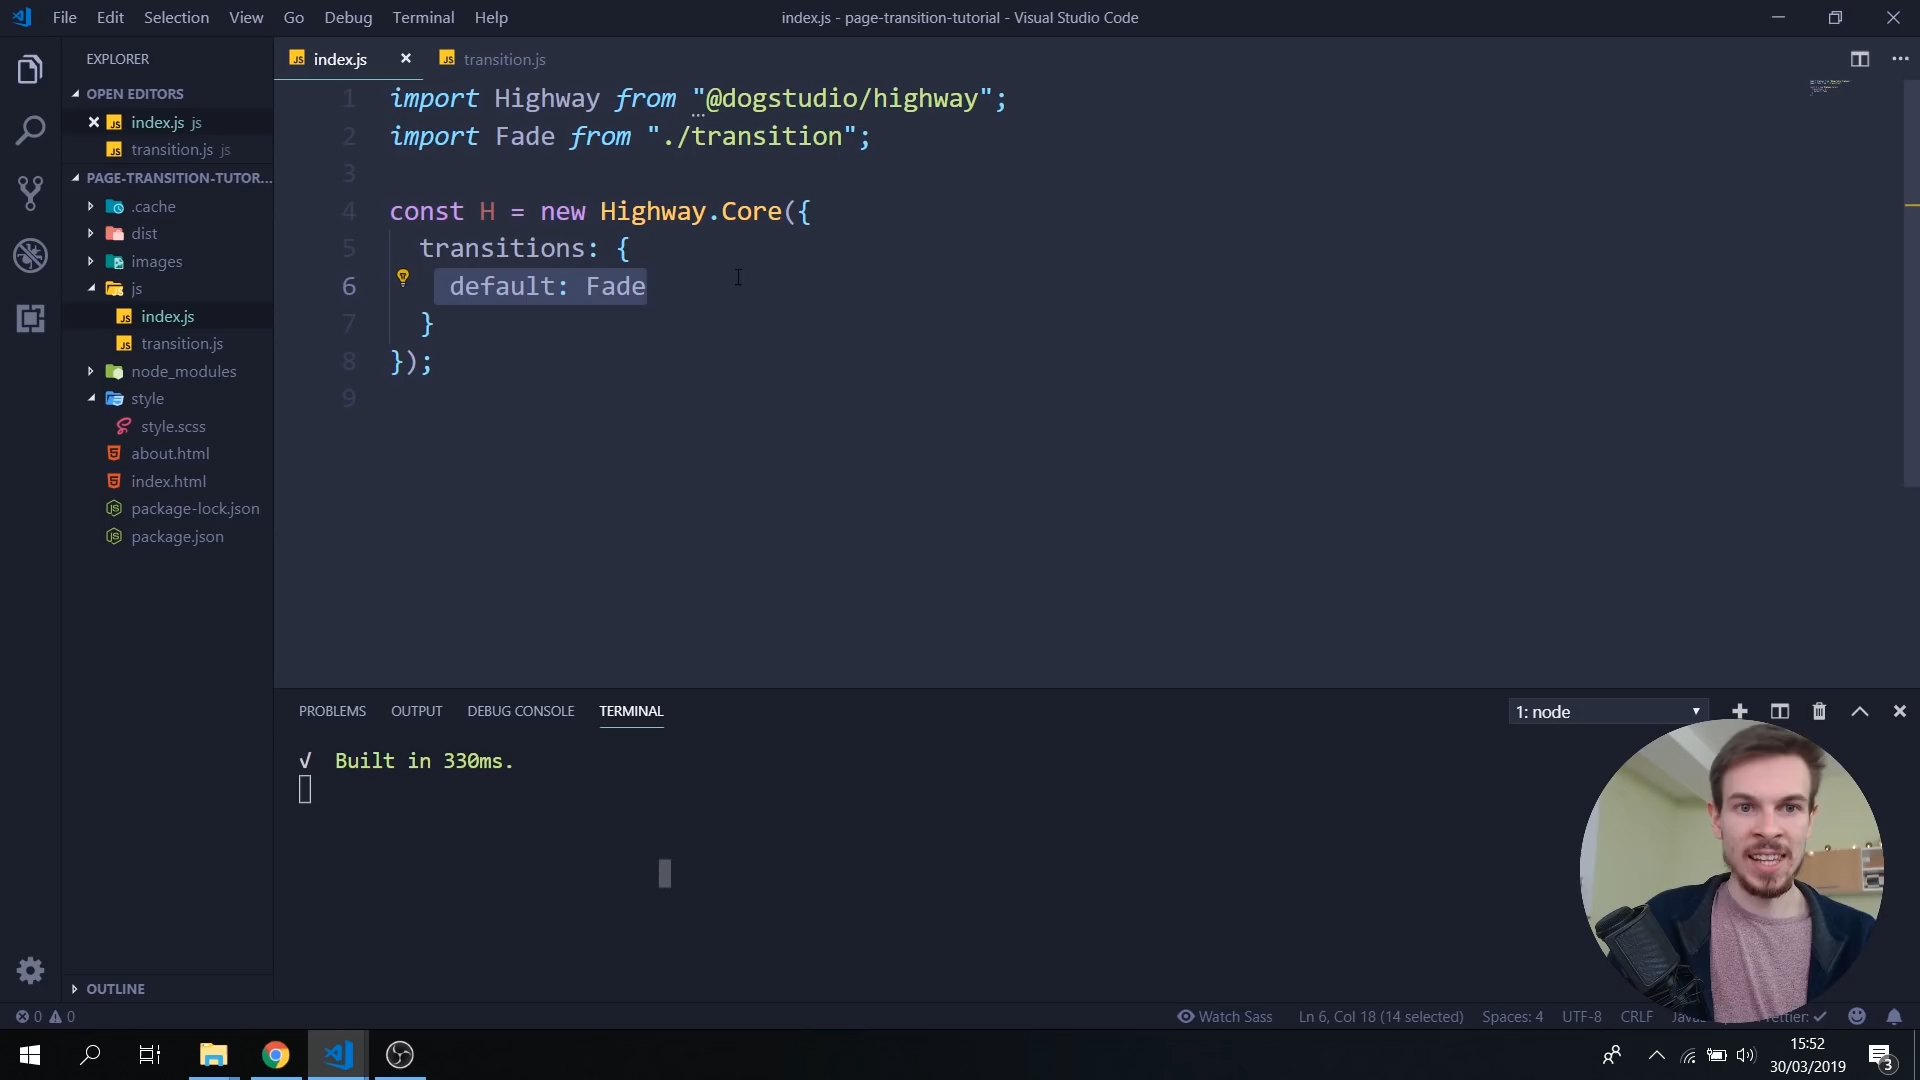 File Edit Selection View Go Debug Terminal Help
index.js - page-transition-tutorial - Visual Studio Code
EXPLORER
OPEN EDITORS
index.js js
transition.js js
PAGE-TRANSITION-TUTOR...
.cache
dist
images
js
index.js
transition.js
node_modules
style
style.scss
about.html
index.html
package-lock.json
package.json
OUTLINE
index.js
transition.js
1 import Highway from "@dogstudio/highway";
2 import Fade from "./transition";
3
4 const H = new Highway.Core({
5 transitions: {
6 default: Fade
7 }
8 });
9
PROBLEMS OUTPUT DEBUG CONSOLE TERMINAL
1: node
√ Built in 330ms.
0 0
Watch Sass Ln 6, Col 18 (14 selected) Spaces: 4 UTF-8 CRLF
15:52
30/03/2019
3